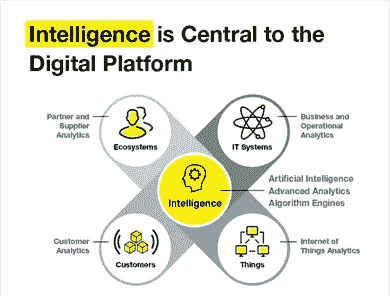 Intelligence is Central to the
Digital Platform
Partner and
Supplier
Analytics
Ecosystems
IT Systems
Business and
Operational
Analytics
Intelligence
Artificial Intelligence
Advanced Analytics
Algorithm Engines
Customer
Analytics
Customers
Things
Internet of
Things Analytics